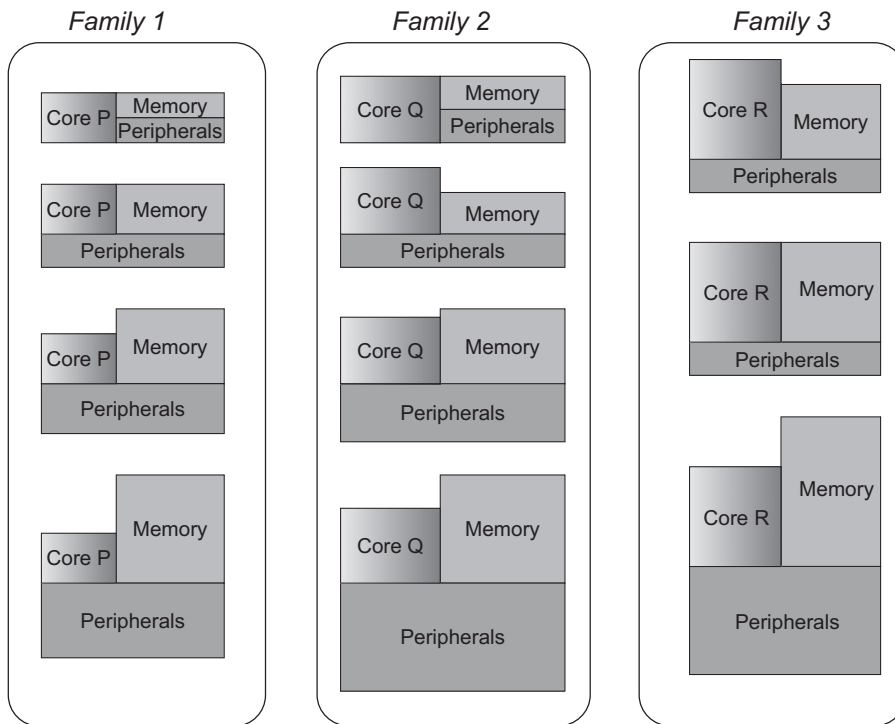 Family 1
Core P
Memory
Peripherals
Core P
Memory
Peripherals
Core P
Memory
Peripherals
Core P
Memory
Peripherals
Family 2
Core Q
Memory
Peripherals
Core Q
Memory
Peripherals
Core Q
Memory
Peripherals
Core Q
Memory
Peripherals
Family 3
Core R
Memory
Peripherals
Core R
Memory
Peripherals
Core R
Memory
Peripherals